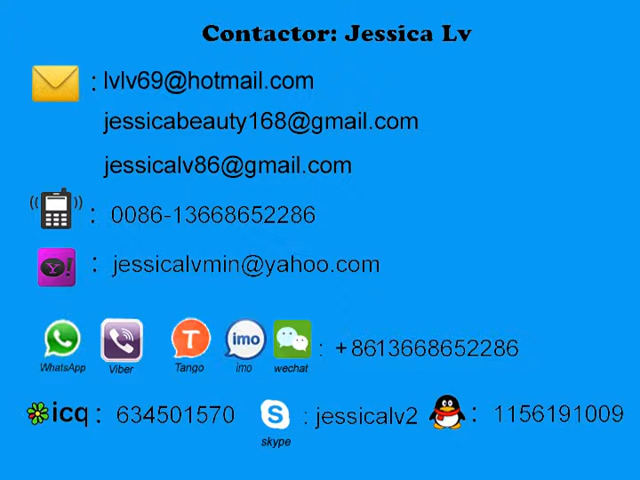 Contactor: Jessica Lv
: lvlv69@hotmail.com
jessicabeauty168@gmail.com
jessicalv86@gmail.com
: 0086-13668652286
Y! : jessicalvmin@yahoo.com
T imo : +8613668652286
WhatsApp Viber Tango imo wechat
icq : 634501570 S : jessicalv2 : 1156191009
skype